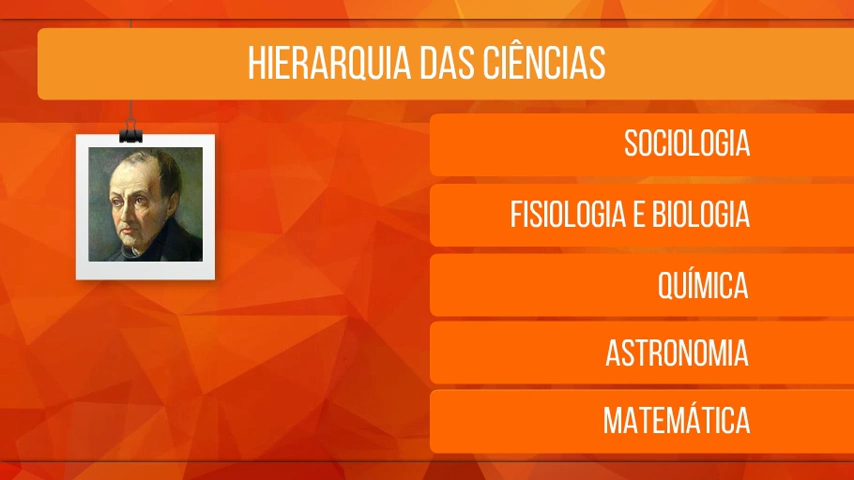 HIERARQUIA DAS CIÊNCIAS
SOCIOLOGIA
FISIOLOGIA E BIOLOGIA
QUÍMICA
ASTRONOMIA
MATEMÁTICA